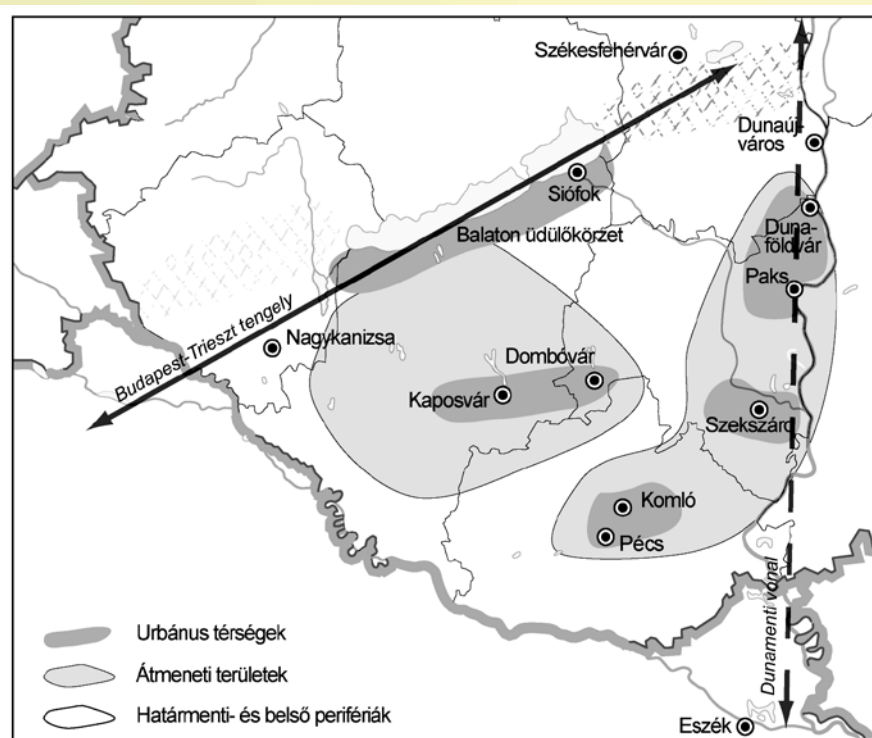 Székesfehérvár
Dunaúj-
város
Siófok
Duna-
földvár
Balaton üdülőkörzet
Paks
Budapest-Trieszt tengely
Nagykanizsa
Dombóvár
Kaposvár
Szekszárd
Komló
Pécs
Dunamenti vonal
Urbánus térségek
Átmeneti területek
Határmenti- és belső perifériák
Eszék